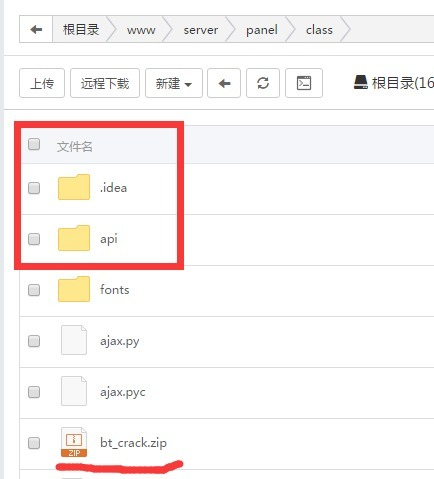 根目录 www server panel class
上传 远程下载 新建 根目录(16
文件名
.idea
api
fonts
ajax.py
ajax.pyc
ZIP bt_crack.zip